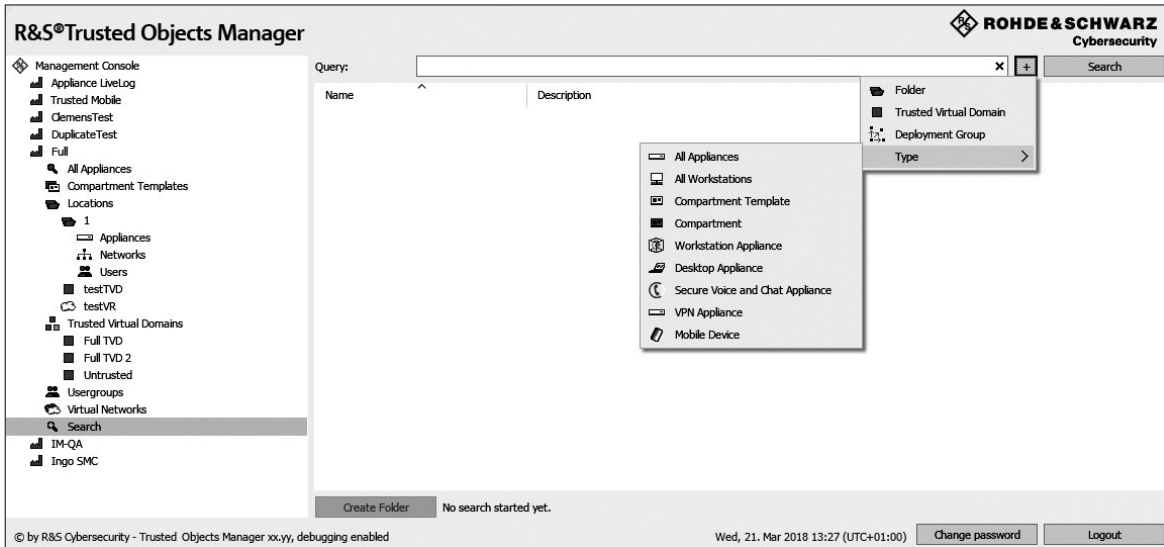 R&S®Trusted Objects Manager
ROHDE&SCHWARZ
Cybersecurity
Management Console
Appliance LiveLog
Trusted Mobile
ClemensTest
DuplicateTest
Full
All Appliances
Compartment Templates
Locations
1
Appliances
Networks
Users
testTVD
testVR
Trusted Virtual Domains
Full TVD
Full TVD 2
Untrusted
Usergroups
Virtual Networks
Search
IM-QA
Ingo SMC
Query: × + Search
Name Description
Folder
Trusted Virtual Domain
Deployment Group
Type
All Appliances
All Workstations
Compartment Template
Compartment
Workstation Appliance
Desktop Appliance
Secure Voice and Chat Appliance
VPN Appliance
Mobile Device
Create Folder No search started yet.
© by R&S Cybersecurity - Trusted Objects Manager xx.yy, debugging enabled Wed, 21. Mar 2018 13:27 (UTC+01:00) Change password Logout